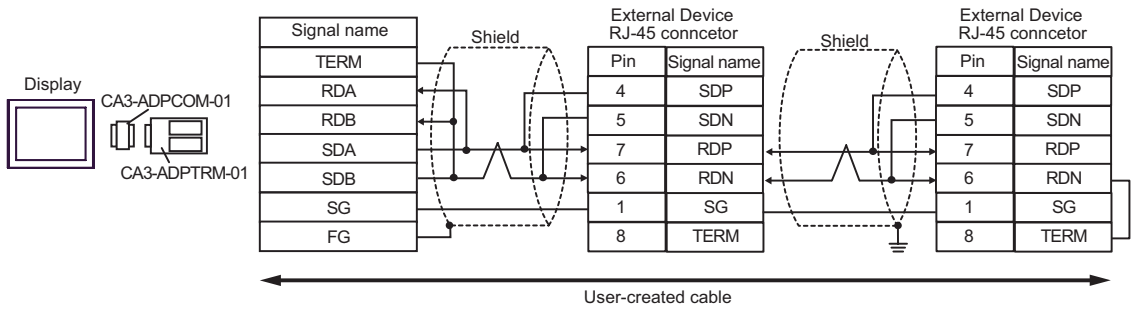 Display
CA3-ADPCOM-01
CA3-ADPTRM-01
Signal name
TERM
RDA
RDB
SDA
SDB
SG
FG
Shield
External Device
RJ-45 conncetor
Pin Signal name
4 SDP
5 SDN
7 RDP
6 RDN
1 SG
8 TERM
Shield
External Device
RJ-45 conncetor
Pin Signal name
4 SDP
5 SDN
7 RDP
6 RDN
1 SG
8 TERM
User-created cable